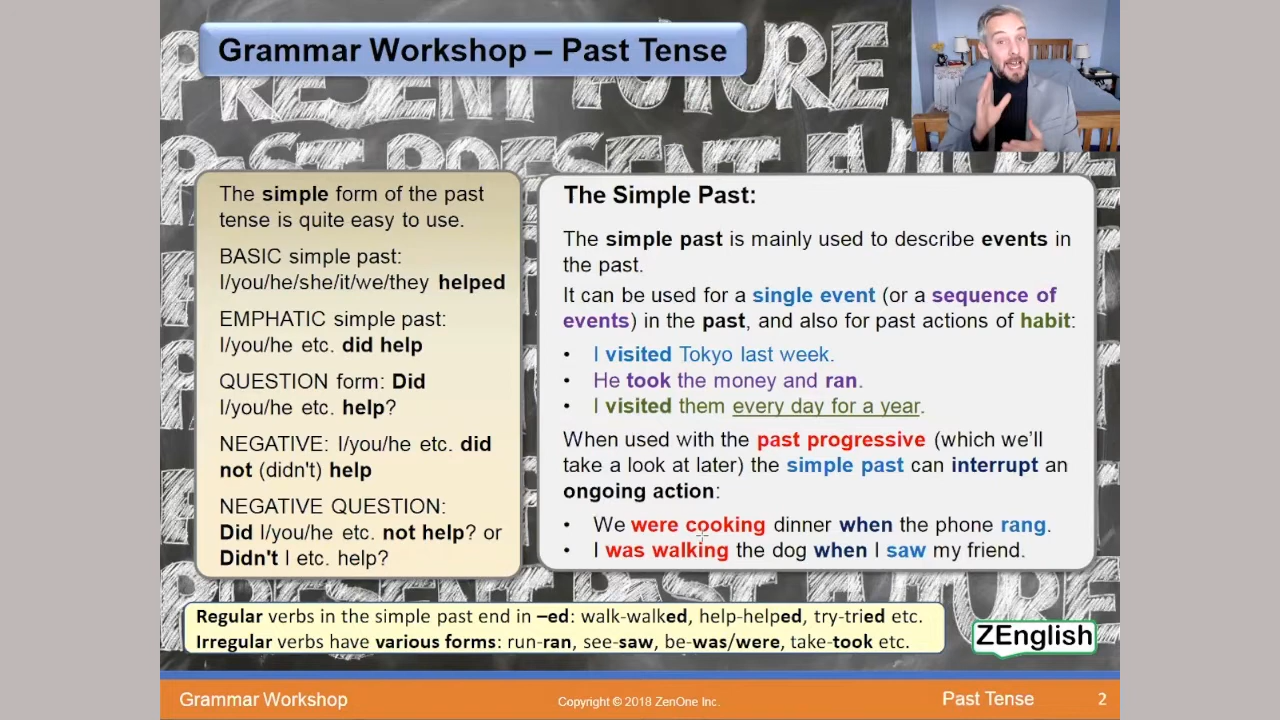 PRESENT FUTURE
Grammar Workshop – Past Tense
PAST PRESENT FUTURE
The simple form of the past
tense is quite easy to use.
BASIC simple past:
I/you/he/she/it/we/they helped
EMPHATIC simple past:
I/you/he etc. did help
QUESTION form: Did
I/you/he etc. help?
NEGATIVE: I/you/he etc. did
not (didn't) help
NEGATIVE QUESTION:
Did I/you/he etc. not help? or
Didn't I etc. help?
The Simple Past:
The simple past is mainly used to describe events in
the past.
It can be used for a single event (or a sequence of
events) in the past, and also for past actions of habit:
• I visited Tokyo last week.
• He took the money and ran.
• I visited them every day for a year.
When used with the past progressive (which we'll
take a look at later) the simple past can interrupt an
ongoing action:
• We were cooking dinner when the phone rang.
• I was walking the dog when I saw my friend.
Regular verbs in the simple past end in –ed: walk-walked, help-helped, try-tried etc.
Irregular verbs have various forms: run-ran, see-saw, be-was/were, take-took etc.
ZEnglish
Grammar Workshop
Copyright © 2018 ZenOne Inc.
Past Tense 2